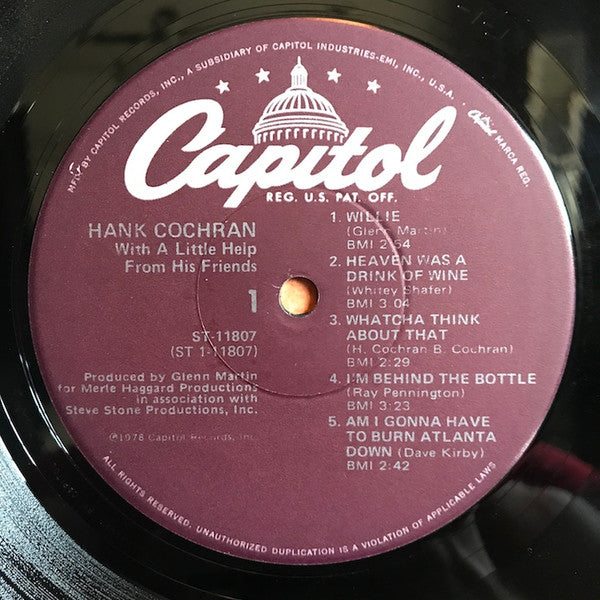 MFD. BY CAPITOL RECORDS, INC., A SUBSIDIARY OF CAPITOL INDUSTRIES-EMI, INC., U.S.A. • Capitol MARCA REG.
Capitol
REG. U.S. PAT. OFF.
HANK COCHRAN
With A Little Help
From His Friends
1
ST-11807
(ST 1-11807)
Produced by Glenn Martin
for Merle Haggard Productions
in association with
Steve Stone Productions, Inc.
℗1978 Capitol Records, Inc.
1. WILLIE
(Glenn Martin)
BMI 2:54
2. HEAVEN WAS A
DRINK OF WINE
(Whitey Shafer)
BMI 3:04
3. WHATCHA THINK
ABOUT THAT
(H. Cochran-B. Cochran)
BMI 2:29
4. I'M BEHIND THE BOTTLE
(Ray Pennington)
BMI 3:23
5. AM I GONNA HAVE
TO BURN ATLANTA
DOWN (Dave Kirby)
BMI 2:42
ALL RIGHTS RESERVED. UNAUTHORIZED DUPLICATION IS A VIOLATION OF APPLICABLE LAWS